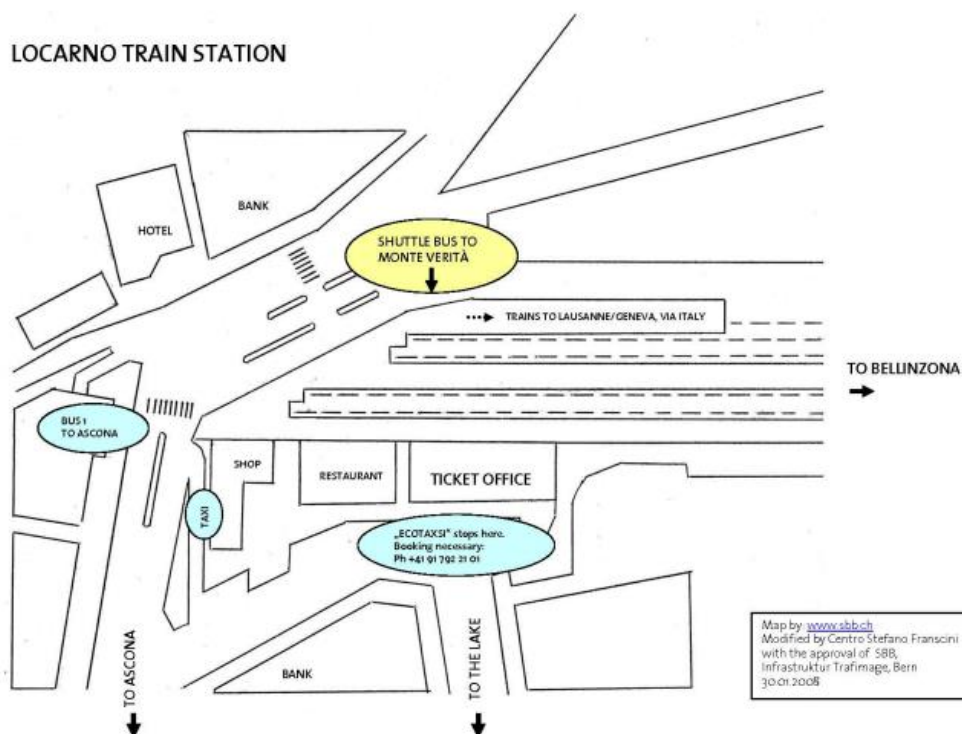 LOCARNO TRAIN STATION
BANK
HOTEL
SHUTTLE BUS TO
MONTE VERITÀ
TRAINS TO LAUSANNE/GENEVA, VIA ITALY
TO BELLINZONA
BUS 1
TO ASCONA
SHOP
RESTAURANT
TICKET OFFICE
TAXI
„ECOTAXSI" stops here.
Booking necessary:
Ph +41 91 792 21 01
BANK
TO ASCONA
TO THE LAKE
Map by www.sbb.ch
Modified by Centro Stefano Franscini
with the approval of SBB,
Infrastruktur Trafimage, Bern
30.01.2008